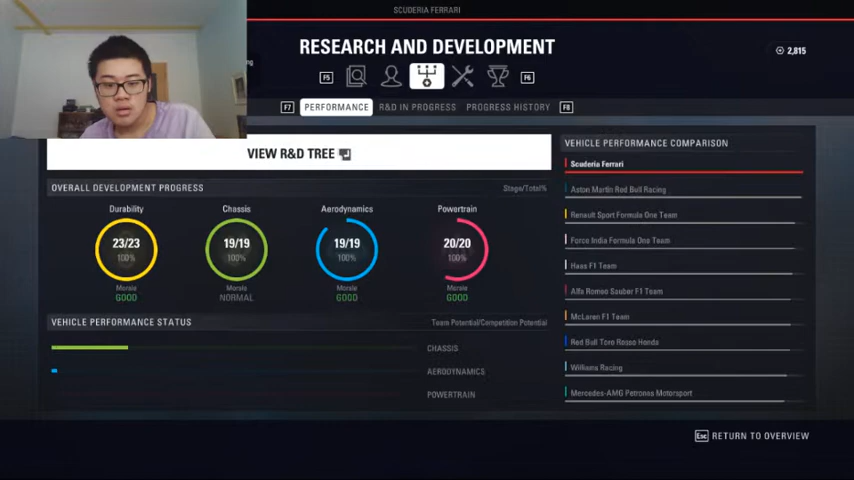 SCUDERIA FERRARI
RESEARCH AND DEVELOPMENT
2,815
F5
F6
F7 PERFORMANCE R&D IN PROGRESS PROGRESS HISTORY F8
VIEW R&D TREE
OVERALL DEVELOPMENT PROGRESS Stage/Total%
Durability Chassis Aerodynamics Powertrain
23/23 19/19 19/19 20/20
100% 100% 100% 100%
Morale Morale Morale Morale
GOOD NORMAL GOOD GOOD
VEHICLE PERFORMANCE STATUS Team Potential/Competition Potential
CHASSIS
AERODYNAMICS
POWERTRAIN
VEHICLE PERFORMANCE COMPARISON
Scuderia Ferrari
Aston Martin Red Bull Racing
Renault Sport Formula One Team
Force India Formula One Team
Haas F1 Team
Alfa Romeo Sauber F1 Team
McLaren F1 Team
Red Bull Toro Rosso Honda
Williams Racing
Mercedes-AMG Petronas Motorsport
Esc RETURN TO OVERVIEW